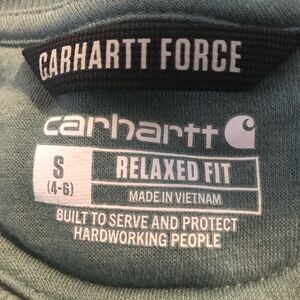 CARHARTT FORCE
carhartt
S
(4-6)
RELAXED FIT
MADE IN VIETNAM
BUILT TO SERVE AND PROTECT
HARDWORKING PEOPLE